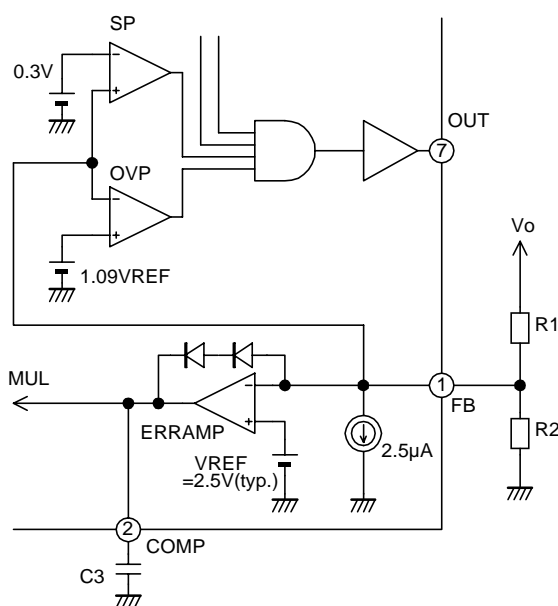 SP
0.3V
OUT
7
OVP
Vo
1.09VREF
R1
MUL
1
FB
ERRAMP
R2
2.5µA
VREF
=2.5V(typ.)
2
COMP
C3